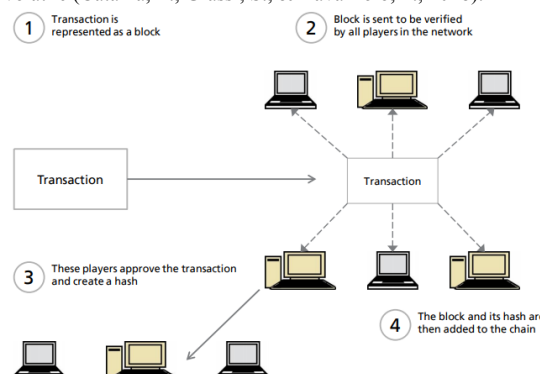 1 Transaction is
represented as a block
2 Block is sent to be verified
by all players in the network
Transaction
Transaction
3 These players approve the transaction
and create a hash
4 The block and its hash are
then added to the chain